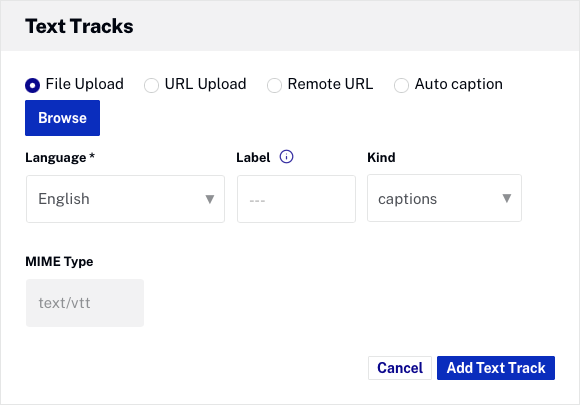 Text Tracks
File Upload URL Upload Remote URL Auto caption
Browse
Language * Label Kind
English --- captions
MIME Type
text/vtt
Cancel Add Text Track